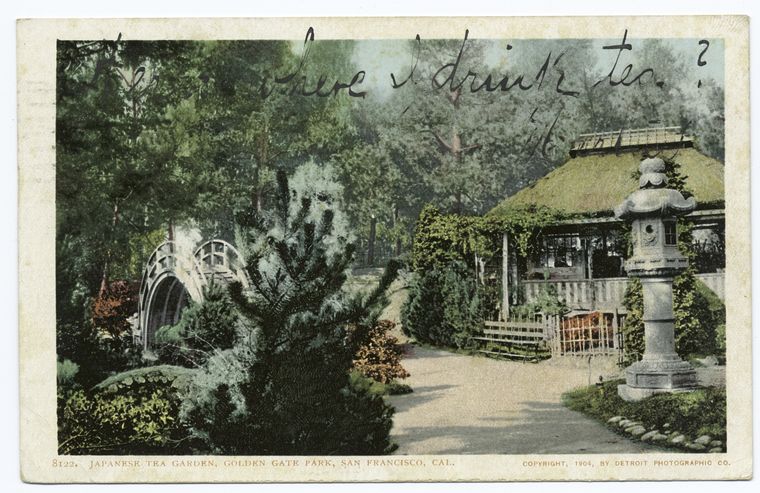 where I drink tea?
8122. JAPANESE TEA GARDEN, GOLDEN GATE PARK, SAN FRANCISCO, CAL. COPYRIGHT, 1904, BY DETROIT PHOTOGRAPHIC CO.